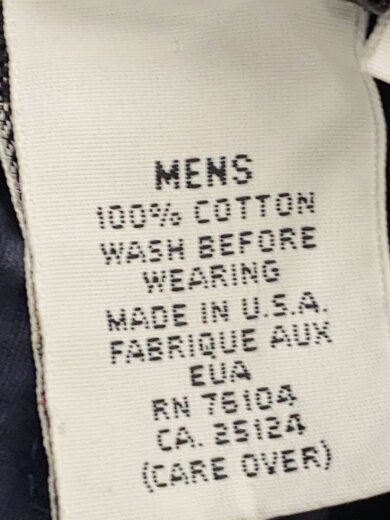 MENS
100% COTTON
WASH BEFORE
WEARING
MADE IN U.S.A.
FABRIQUE AUX
EUA
RN 76104
CA. 25124
(CARE OVER)